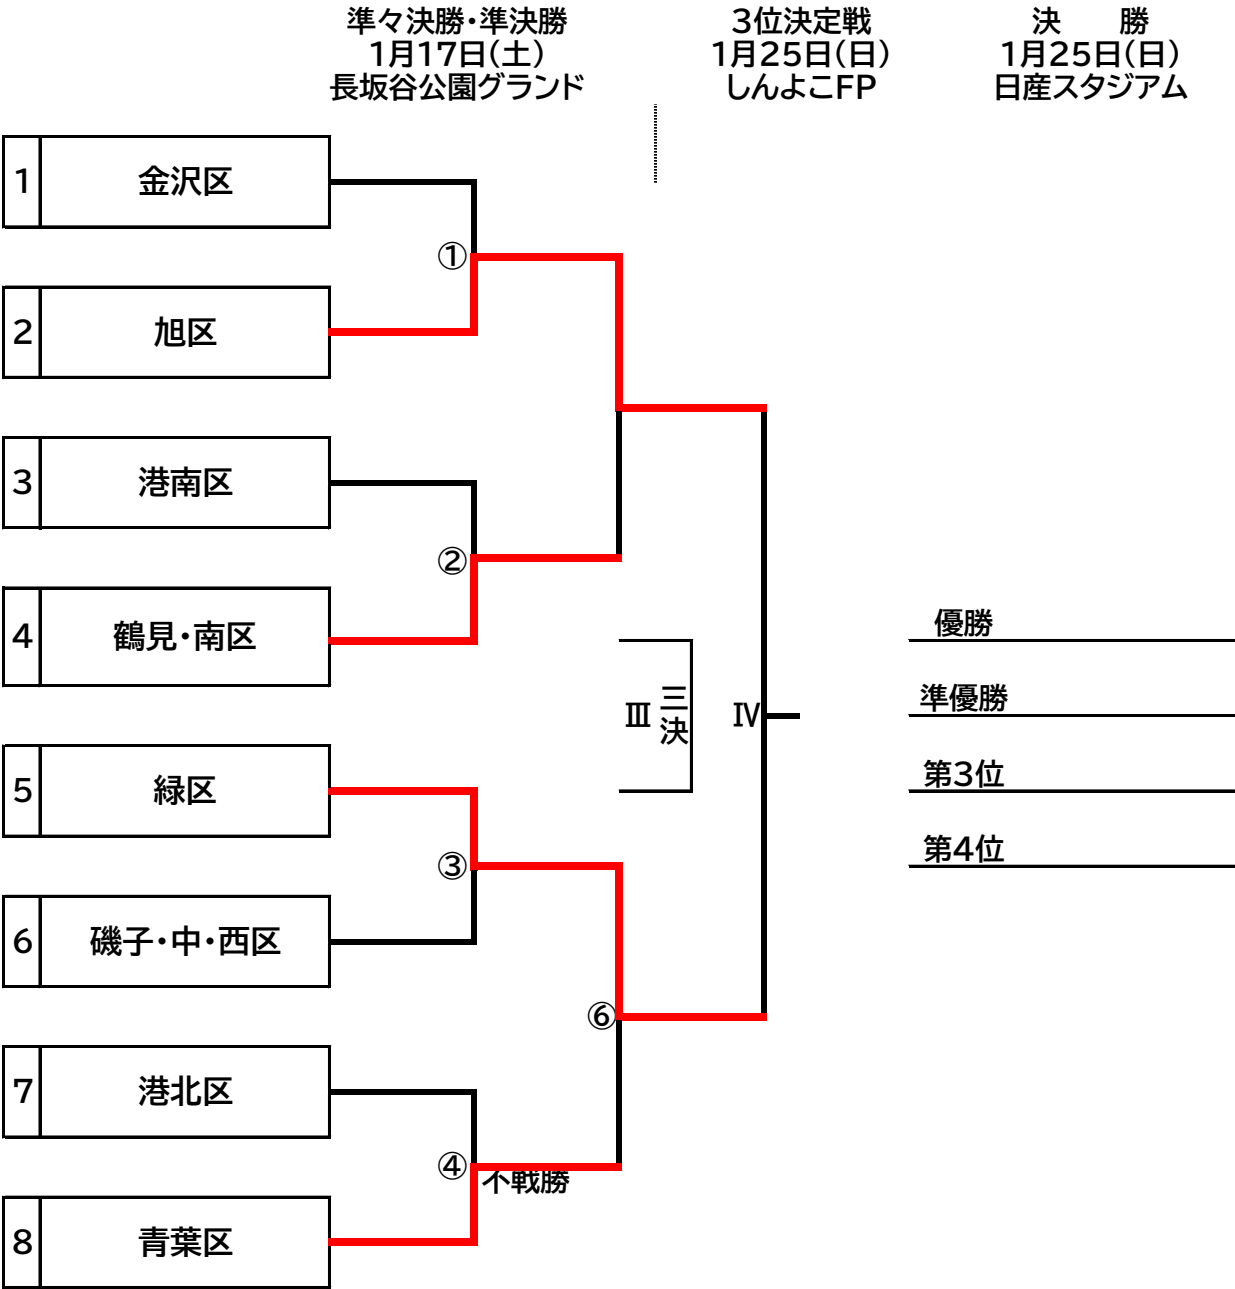 準々決勝・準決勝
1月17日(土)
長坂谷公園グランド
3位決定戦
1月25日(日)
しんよこFP
決　　勝
1月25日(日)
日産スタジアム
1 金沢区
①
2 旭区
3 港南区
②
4 鶴見・南区
5 緑区
③
6 磯子・中・西区
⑥
7 港北区
④
不戦勝
8 青葉区
Ⅲ
三決
Ⅳ
優勝
準優勝
第3位
第4位